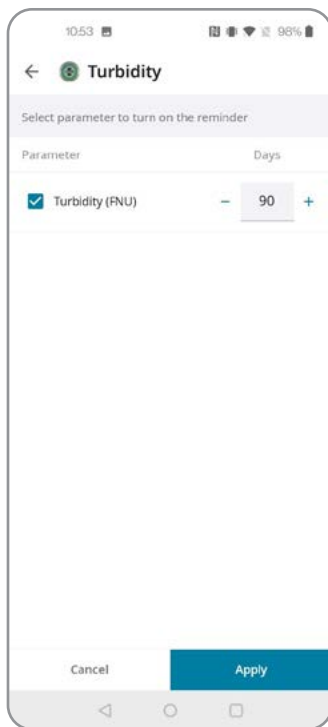 10:53 98%
Turbidity
Select parameter to turn on the reminder
Parameter Days
Turbidity (FNU) − 90 +
Cancel Apply